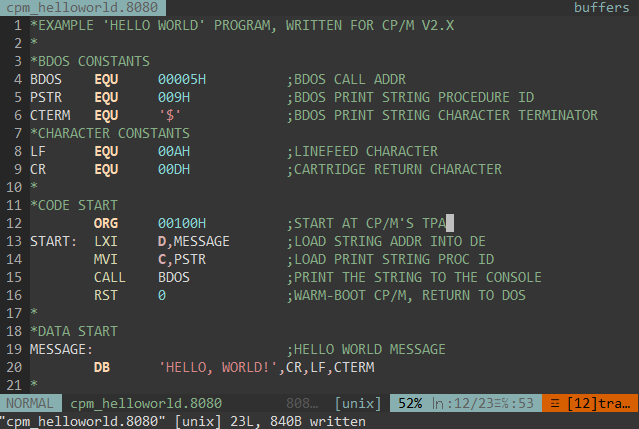 cpm_helloworld.8080 buffers
1 *EXAMPLE 'HELLO WORLD' PROGRAM, WRITTEN FOR CP/M V2.X
2 *
3 *BDOS CONSTANTS
4 BDOS    EQU     00005H          ;BDOS CALL ADDR
5 PSTR    EQU     009H            ;BDOS PRINT STRING PROCEDURE ID
6 CTERM   EQU     '$'             ;BDOS PRINT STRING CHARACTER TERMINATOR
7 *CHARACTER CONSTANTS
8 LF      EQU     00AH            ;LINEFEED CHARACTER
9 CR      EQU     00DH            ;CARTRIDGE RETURN CHARACTER
10 *
11 *CODE START
12         ORG     00100H          ;START AT CP/M'S TPA
13 START:  LXI     D,MESSAGE       ;LOAD STRING ADDR INTO DE
14         MVI     C,PSTR          ;LOAD PRINT STRING PROC ID
15         CALL    BDOS            ;PRINT THE STRING TO THE CONSOLE
16         RST     0               ;WARM-BOOT CP/M, RETURN TO DOS
17 *
18 *DATA START
19 MESSAGE:                        ;HELLO WORLD MESSAGE
20         DB      'HELLO, WORLD!',CR,LF,CTERM
21 *
NORMAL cpm_helloworld.8080 808… [unix] 52% :12/23 :53 [12]tra…
"cpm_helloworld.8080" [unix] 23L, 840B written